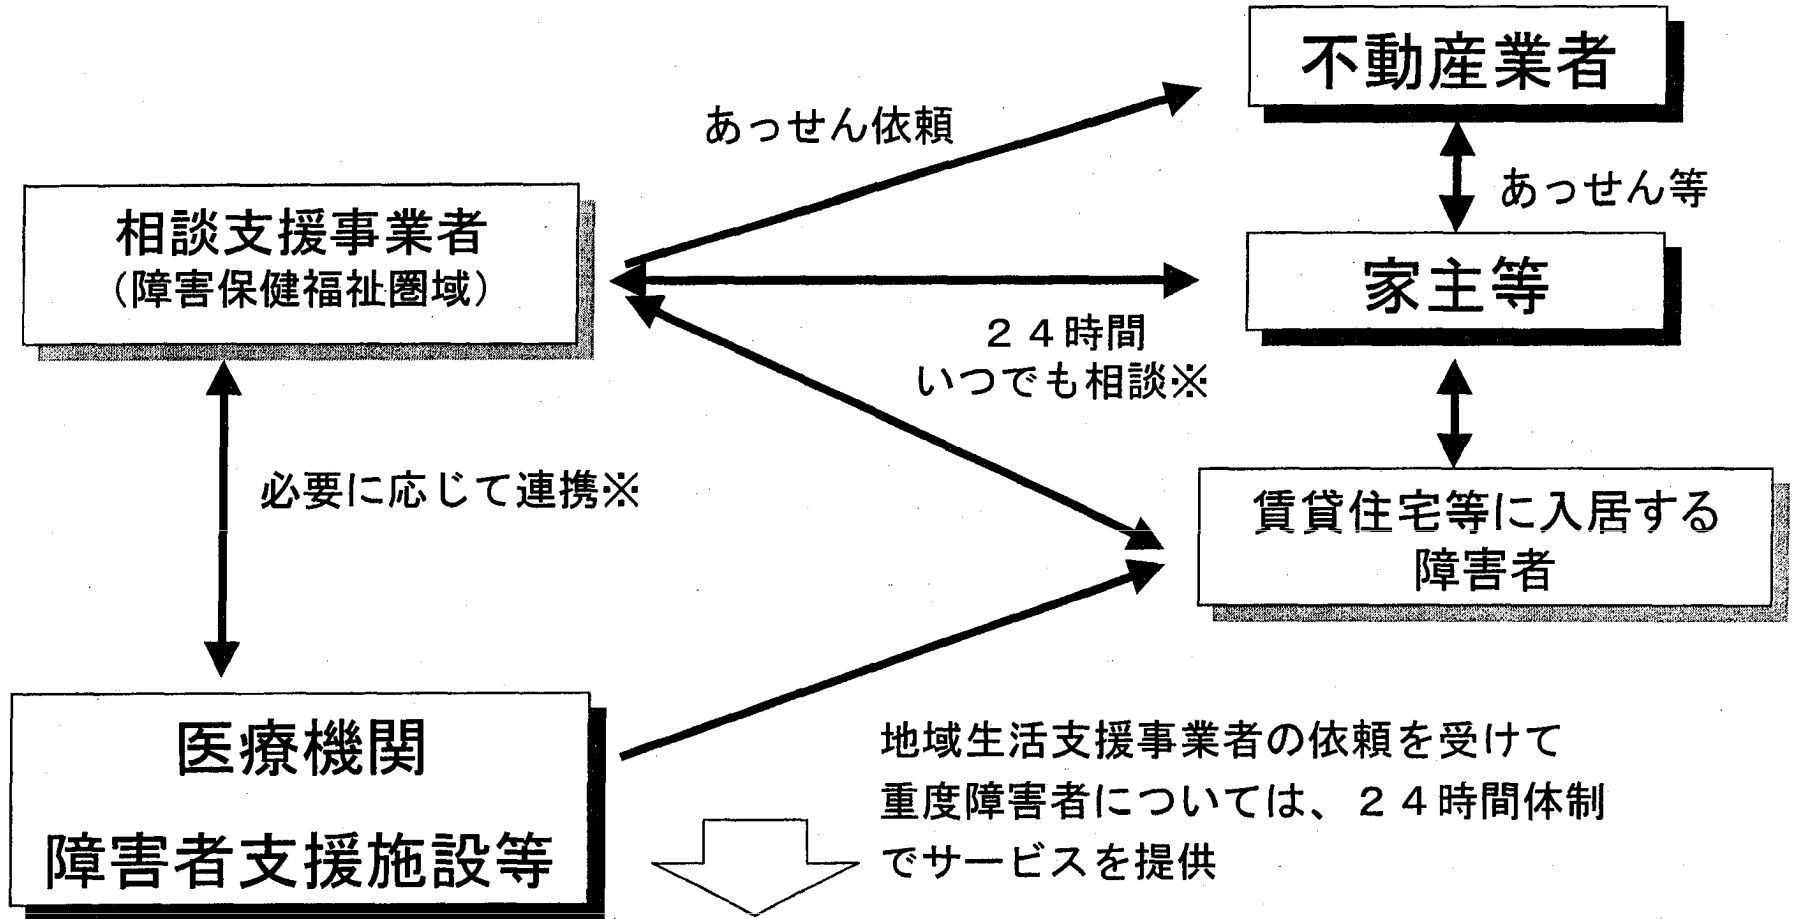 不動産業者
あっせん依頼
あっせん等
相談支援事業者
（障害保健福祉圏域）
家主等
２４時間
いつでも相談※
必要に応じて連携※
賃貸住宅等に入居する
障害者
医療機関
障害者支援施設等
地域生活支援事業者の依頼を受けて
重度障害者については、２４時間体制
でサービスを提供